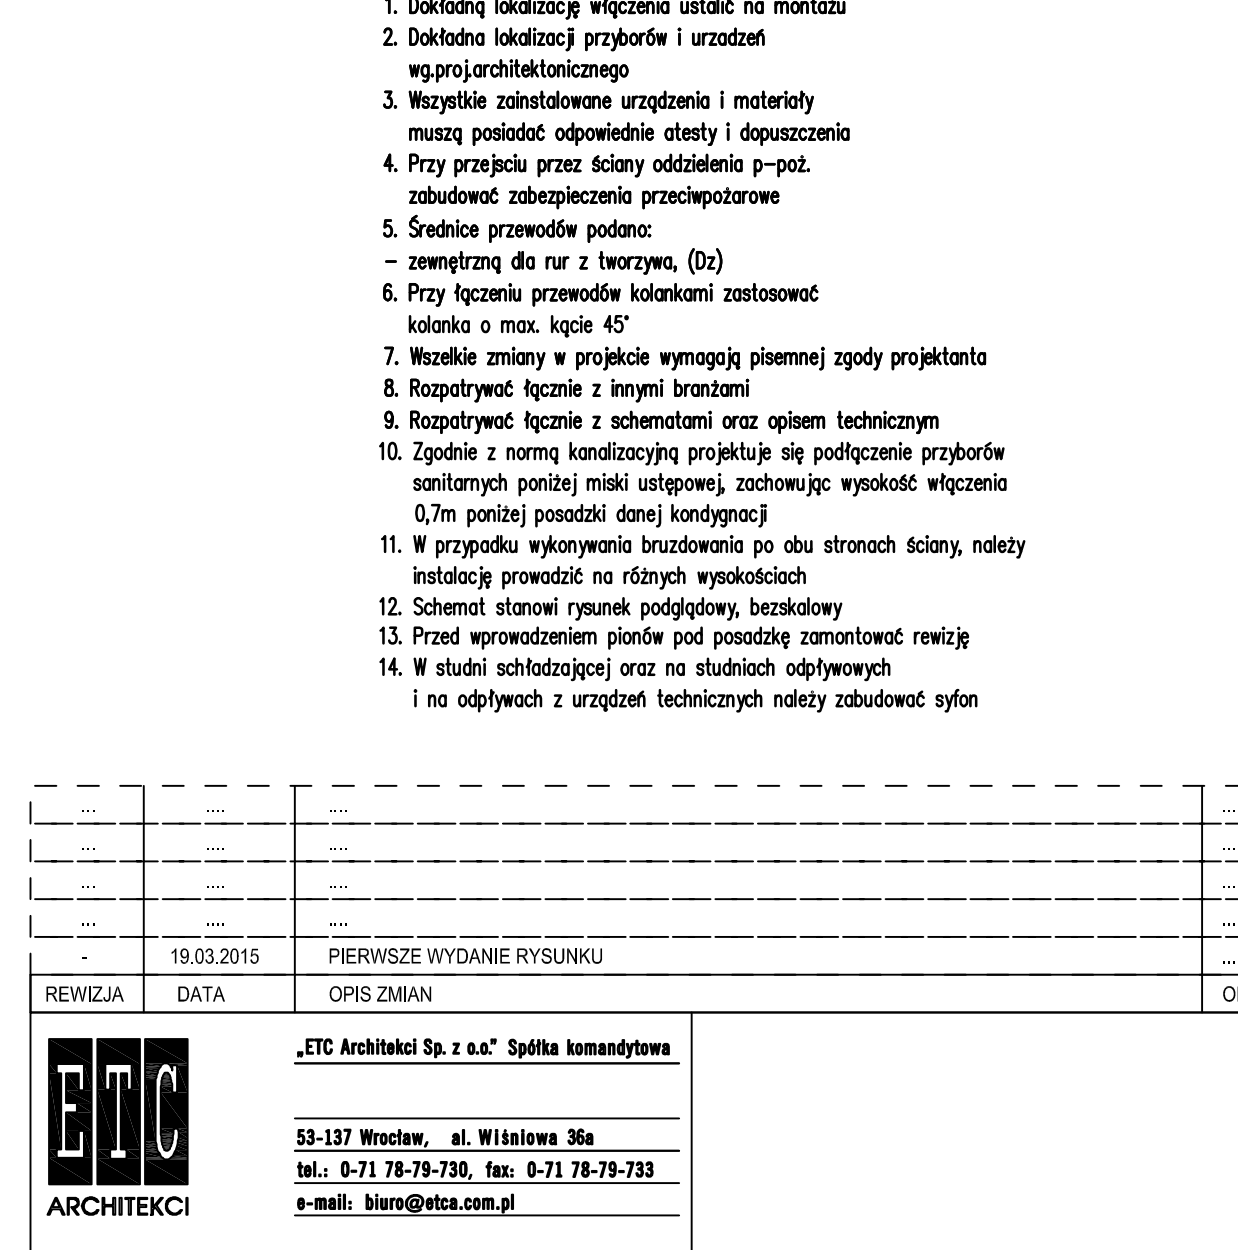 1. Dokładną lokalizację włączenia ustalić na montażu
2. Dokładna lokalizacji przyborów i urzadzeń
wg.proj.architektonicznego
3. Wszystkie zainstalowane urządzenia i materiały
muszą posiadać odpowiednie atesty i dopuszczenia
4. Przy przejsciu przez ściany oddzielenia p-poż.
zabudować zabezpieczenia przeciwpożarowe
5. Średnice przewodów podano:
- zewnętrzną dla rur z tworzywa, (Dz)
6. Przy łączeniu przewodów kolankami zastosować
kolanka o max. kącie 45°
7. Wszelkie zmiany w projekcie wymagają pisemnej zgody projektanta
8. Rozpatrywać łącznie z innymi branżami
9. Rozpatrywać łącznie z schematami oraz opisem technicznym
10. Zgodnie z normą kanalizacyjną projektuje się podłączenie przyborów
sanitarnych poniżej miski ustępowej, zachowując wysokość włączenia
0,7m poniżej posadzki danej kondygnacji
11. W przypadku wykonywania bruzdowania po obu stronach ściany, należy
instalację prowadzić na różnych wysokościach
12. Schemat stanowi rysunek podglądowy, bezskalowy
13. Przed wprowadzeniem pionów pod posadzkę zamontować rewizję
14. W studni schładzającej oraz na studniach odpływowych
i na odpływach z urządzeń technicznych należy zabudować syfon
... .... .... ...
... .... .... ...
... .... .... ...
... .... .... ...
- 19.03.2015 PIERWSZE WYDANIE RYSUNKU ...
REWIZJA DATA OPIS ZMIAN
ETC
ARCHITEKCI
„ETC Architekci Sp. z o.o." Spółka komandytowa
53-137 Wrocław, al. Wiśniowa 36a
tel.: 0-71 78-79-730, fax: 0-71 78-79-733
e-mail: biuro@etca.com.pl